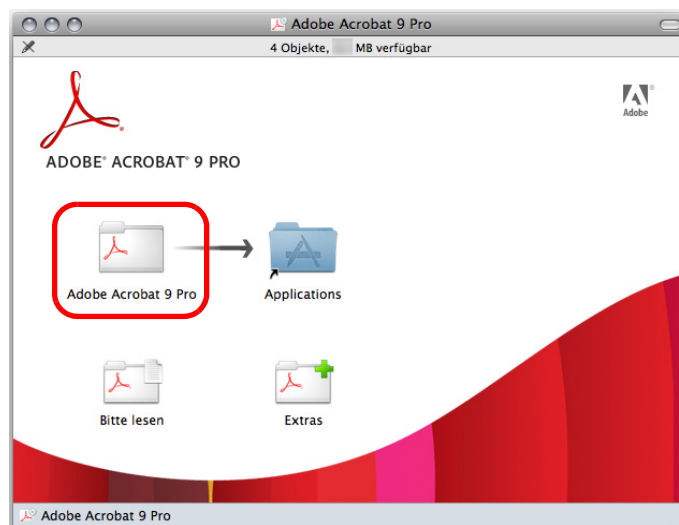 Adobe Acrobat 9 Pro
4 Objekte, MB verfügbar
Adobe
ADOBE® ACROBAT® 9 PRO
Adobe Acrobat 9 Pro
Applications
Bitte lesen
Extras
Adobe Acrobat 9 Pro